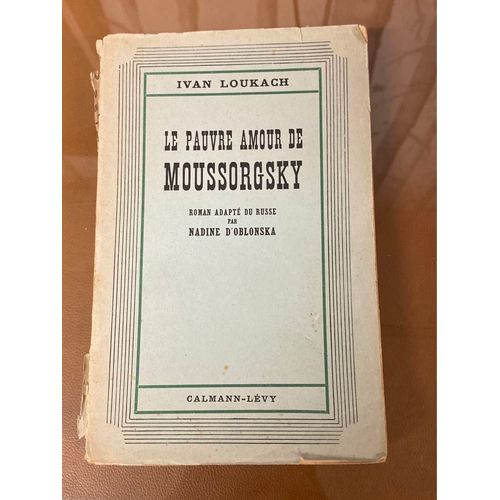 IVAN LOUKACH
LE PAUVRE AMOUR DE
MOUSSORGSKY
ROMAN ADAPTÉ DU RUSSE
PAR
NADINE D'OBLONSKA
CALMANN-LÉVY